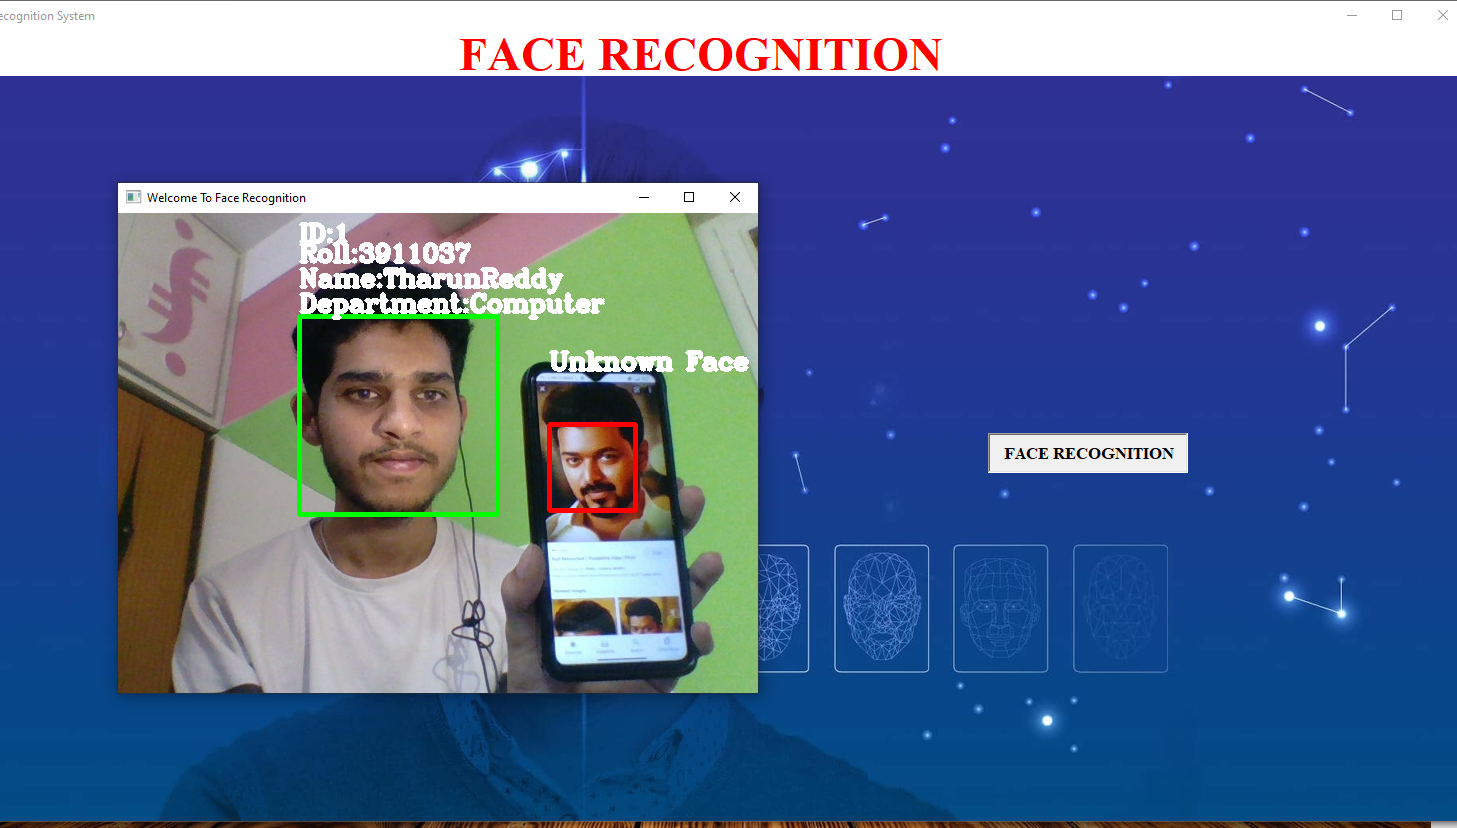 ecognition System
FACE RECOGNITION
Welcome To Face Recognition
ID:1
Roll:3911037
Name:TharunReddy
Department:Computer
Unknown Face
FACE RECOGNITION